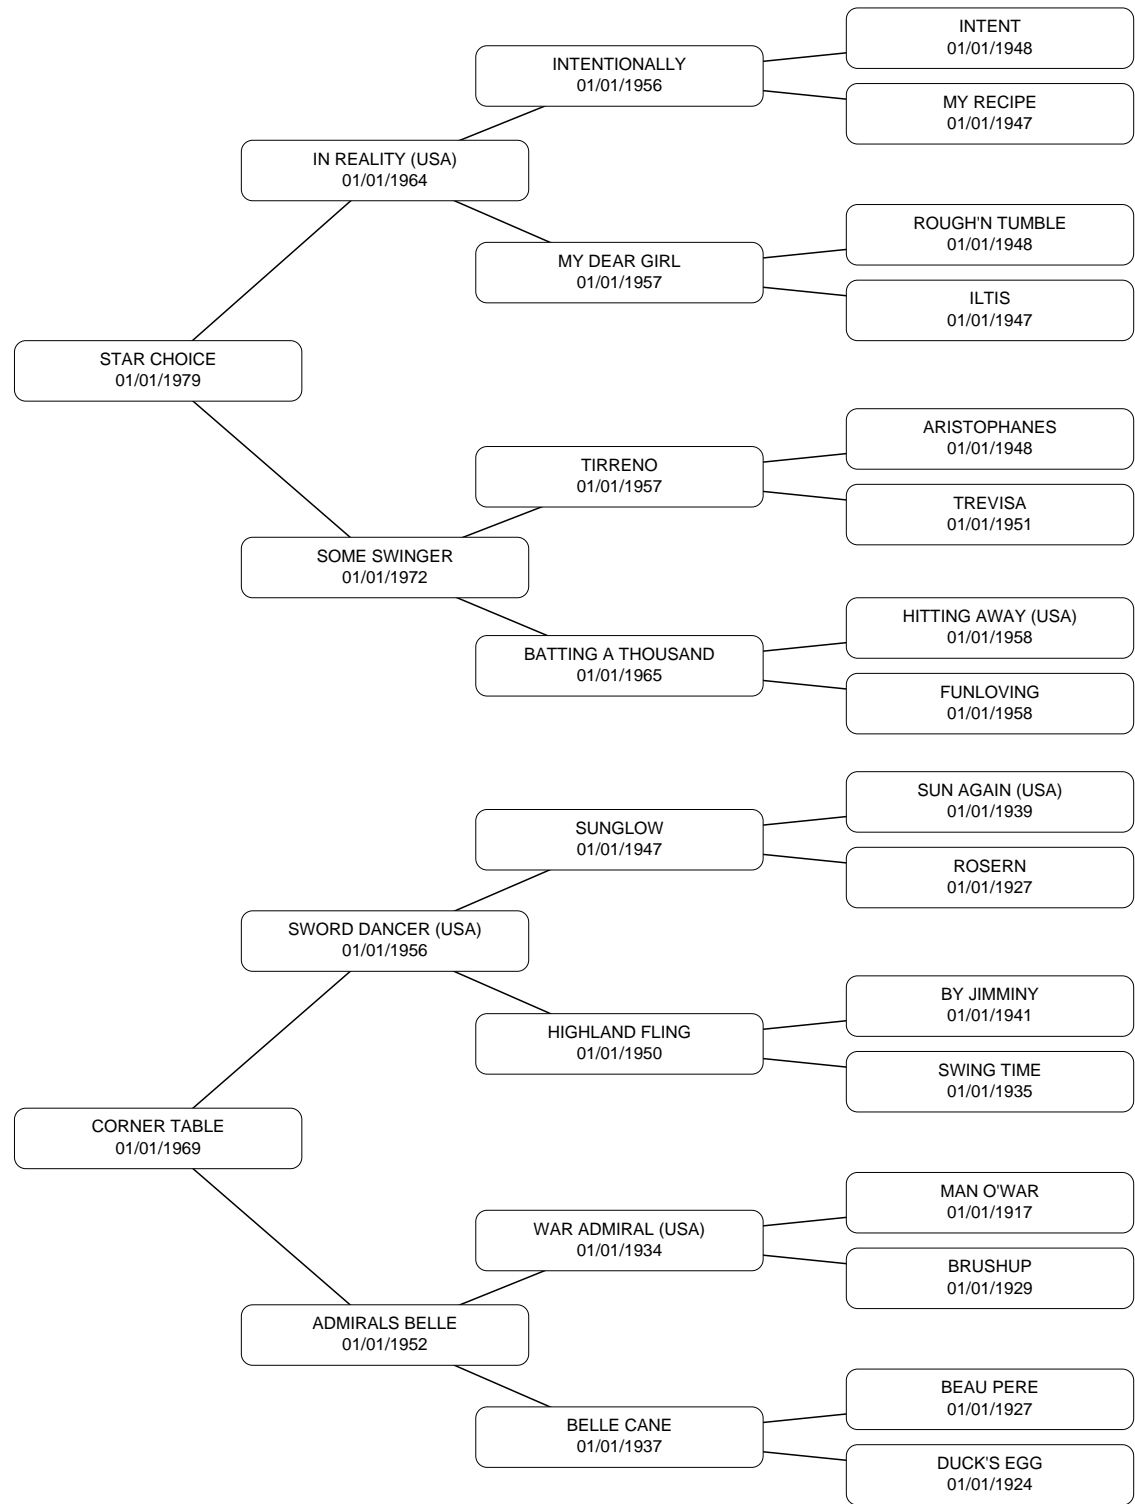 INTENT
01/01/1948
INTENTIONALLY
01/01/1956
MY RECIPE
01/01/1947
IN REALITY (USA)
01/01/1964
ROUGH'N TUMBLE
01/01/1948
MY DEAR GIRL
01/01/1957
ILTIS
01/01/1947
STAR CHOICE
01/01/1979
ARISTOPHANES
01/01/1948
TIRRENO
01/01/1957
TREVISA
01/01/1951
SOME SWINGER
01/01/1972
HITTING AWAY (USA)
01/01/1958
BATTING A THOUSAND
01/01/1965
FUNLOVING
01/01/1958
SUN AGAIN (USA)
01/01/1939
SUNGLOW
01/01/1947
ROSERN
01/01/1927
SWORD DANCER (USA)
01/01/1956
BY JIMMINY
01/01/1941
HIGHLAND FLING
01/01/1950
SWING TIME
01/01/1935
CORNER TABLE
01/01/1969
MAN O'WAR
01/01/1917
WAR ADMIRAL (USA)
01/01/1934
BRUSHUP
01/01/1929
ADMIRALS BELLE
01/01/1952
BEAU PERE
01/01/1927
BELLE CANE
01/01/1937
DUCK'S EGG
01/01/1924